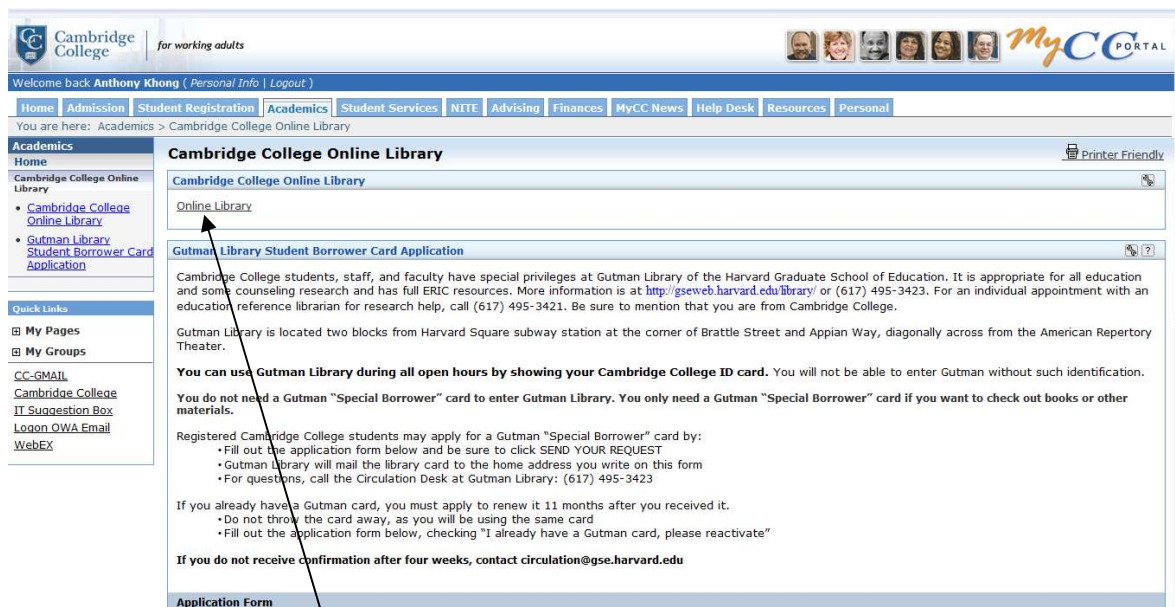 Cambridge College
for working adults
MyCC PORTAL
Welcome back Anthony Khong ( Personal Info | Logout )
Home Admission Student Registration Academics Student Services NITE Advising Finances MyCC News Help Desk Resources Personal
You are here: Academics > Cambridge College Online Library
Academics
Home
Cambridge College Online
Library
• Cambridge College
Online Library
• Gutman Library
Student Borrower Card
Application
Quick Links
My Pages
My Groups
CC-GMAIL
Cambridge College
IT Suggestion Box
Logon OWA Email
WebEX
Cambridge College Online Library
Printer Friendly
Cambridge College Online Library
Online Library
Gutman Library Student Borrower Card Application
?
Cambridge College students, staff, and faculty have special privileges at Gutman Library of the Harvard Graduate School of Education. It is appropriate for all education
and some counseling research and has full ERIC resources. More information is at http://gseweb.harvard.edu/library/ or (617) 495-3423. For an individual appointment with an
education reference librarian for research help, call (617) 495-3421. Be sure to mention that you are from Cambridge College.
Gutman Library is located two blocks from Harvard Square subway station at the corner of Brattle Street and Appian Way, diagonally across from the American Repertory
Theater.
You can use Gutman Library during all open hours by showing your Cambridge College ID card. You will not be able to enter Gutman without such identification.
You do not need a Gutman "Special Borrower" card to enter Gutman Library. You only need a Gutman "Special Borrower" card if you want to check out books or other
materials.
Registered Cambridge College students may apply for a Gutman "Special Borrower" card by:
•Fill out the application form below and be sure to click SEND YOUR REQUEST
•Gutman Library will mail the library card to the home address you write on this form
•For questions, call the Circulation Desk at Gutman Library: (617) 495-3423
If you already have a Gutman card, you must apply to renew it 11 months after you received it.
•Do not throw the card away, as you will be using the same card
•Fill out the application form below, checking "I already have a Gutman card, please reactivate"
If you do not receive confirmation after four weeks, contact circulation@gse.harvard.edu
Application Form